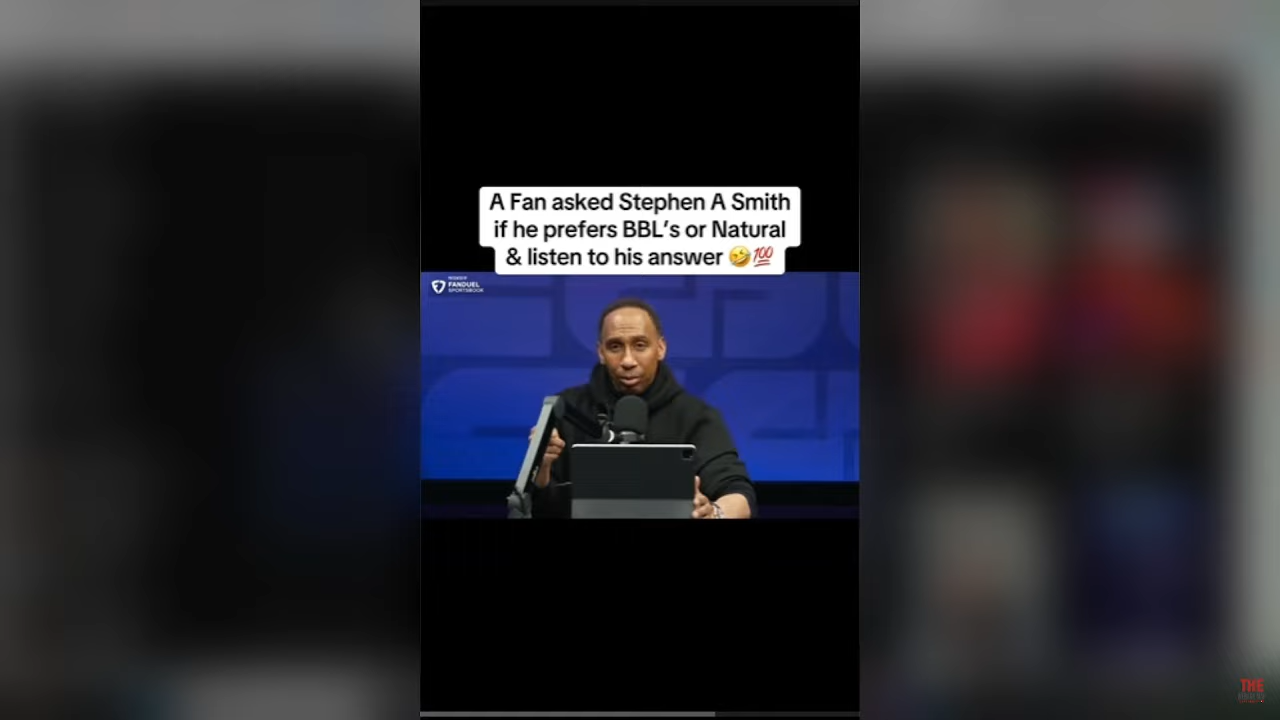 A Fan asked Stephen A Smith
if he prefers BBL's or Natural
& listen to his answer 🤣💯
FANDUEL
SPORTSBOOK
THE